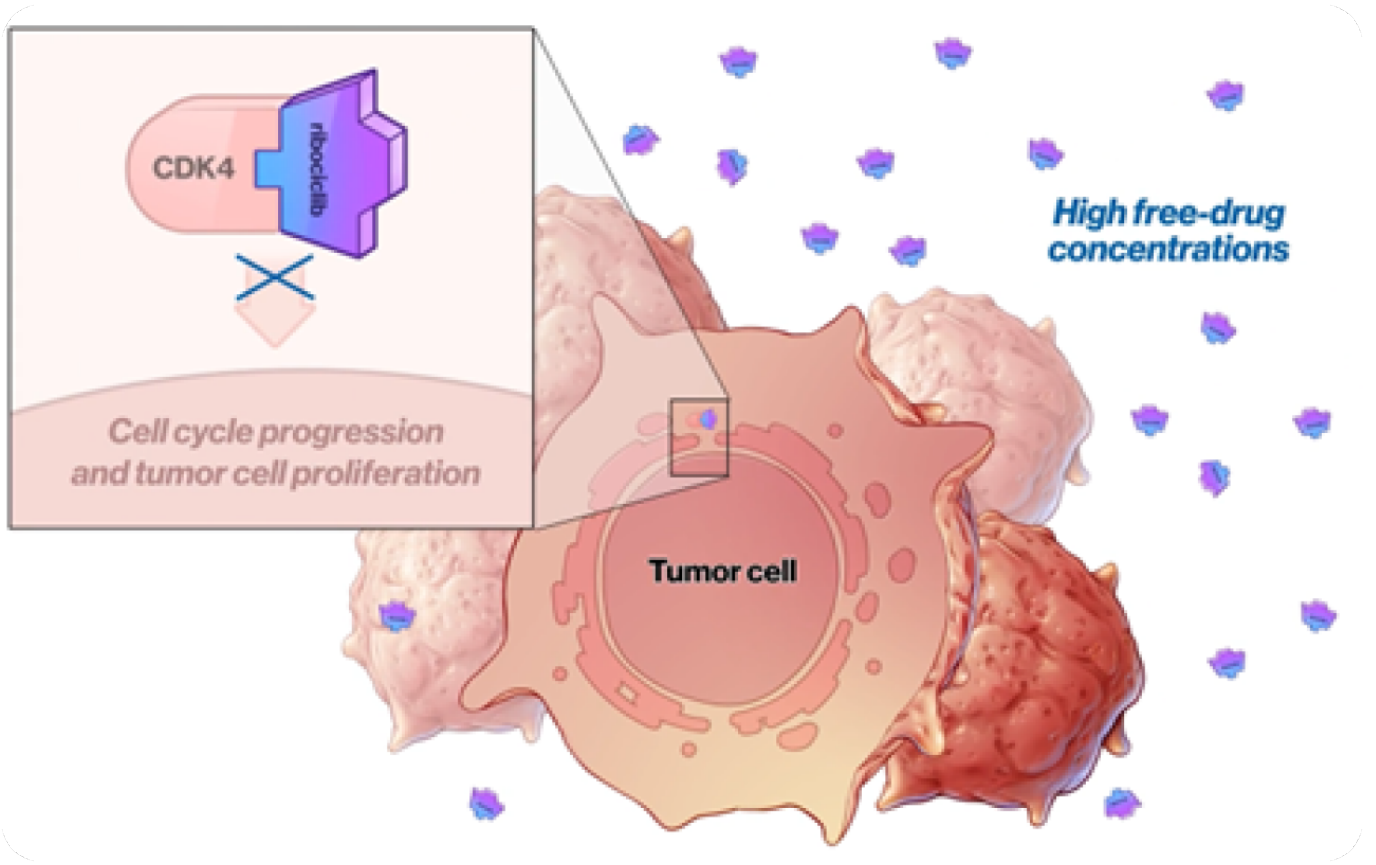 CDK4
ribociclib
Cell cycle progression
and tumor cell proliferation
High free-drug
concentrations
Tumor cell